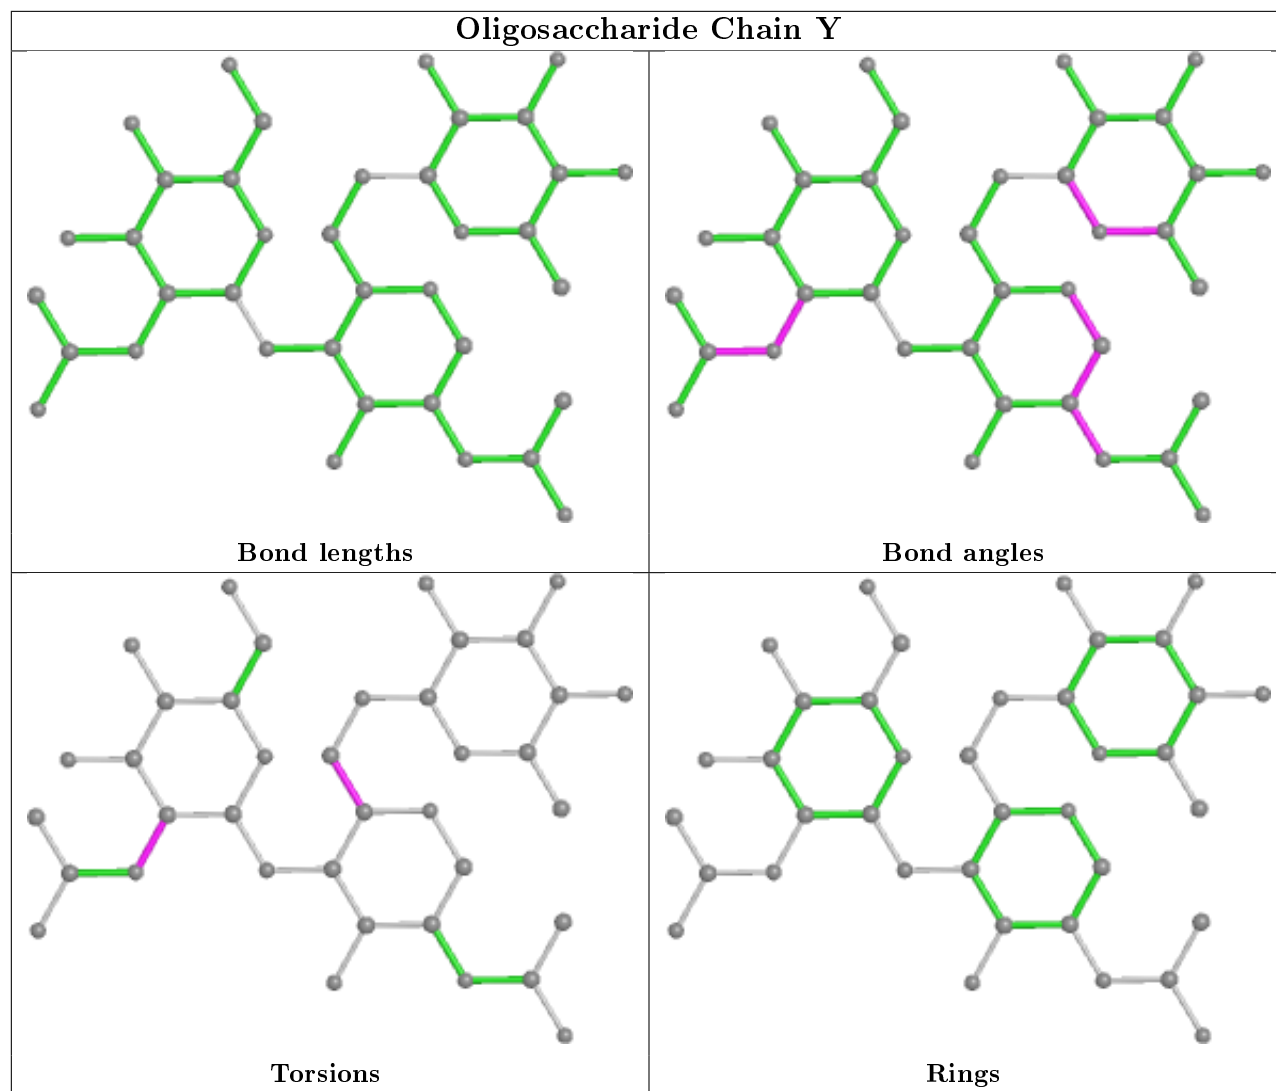 Oligosaccharide Chain Y
Bond lengths
Bond angles
Torsions
Rings